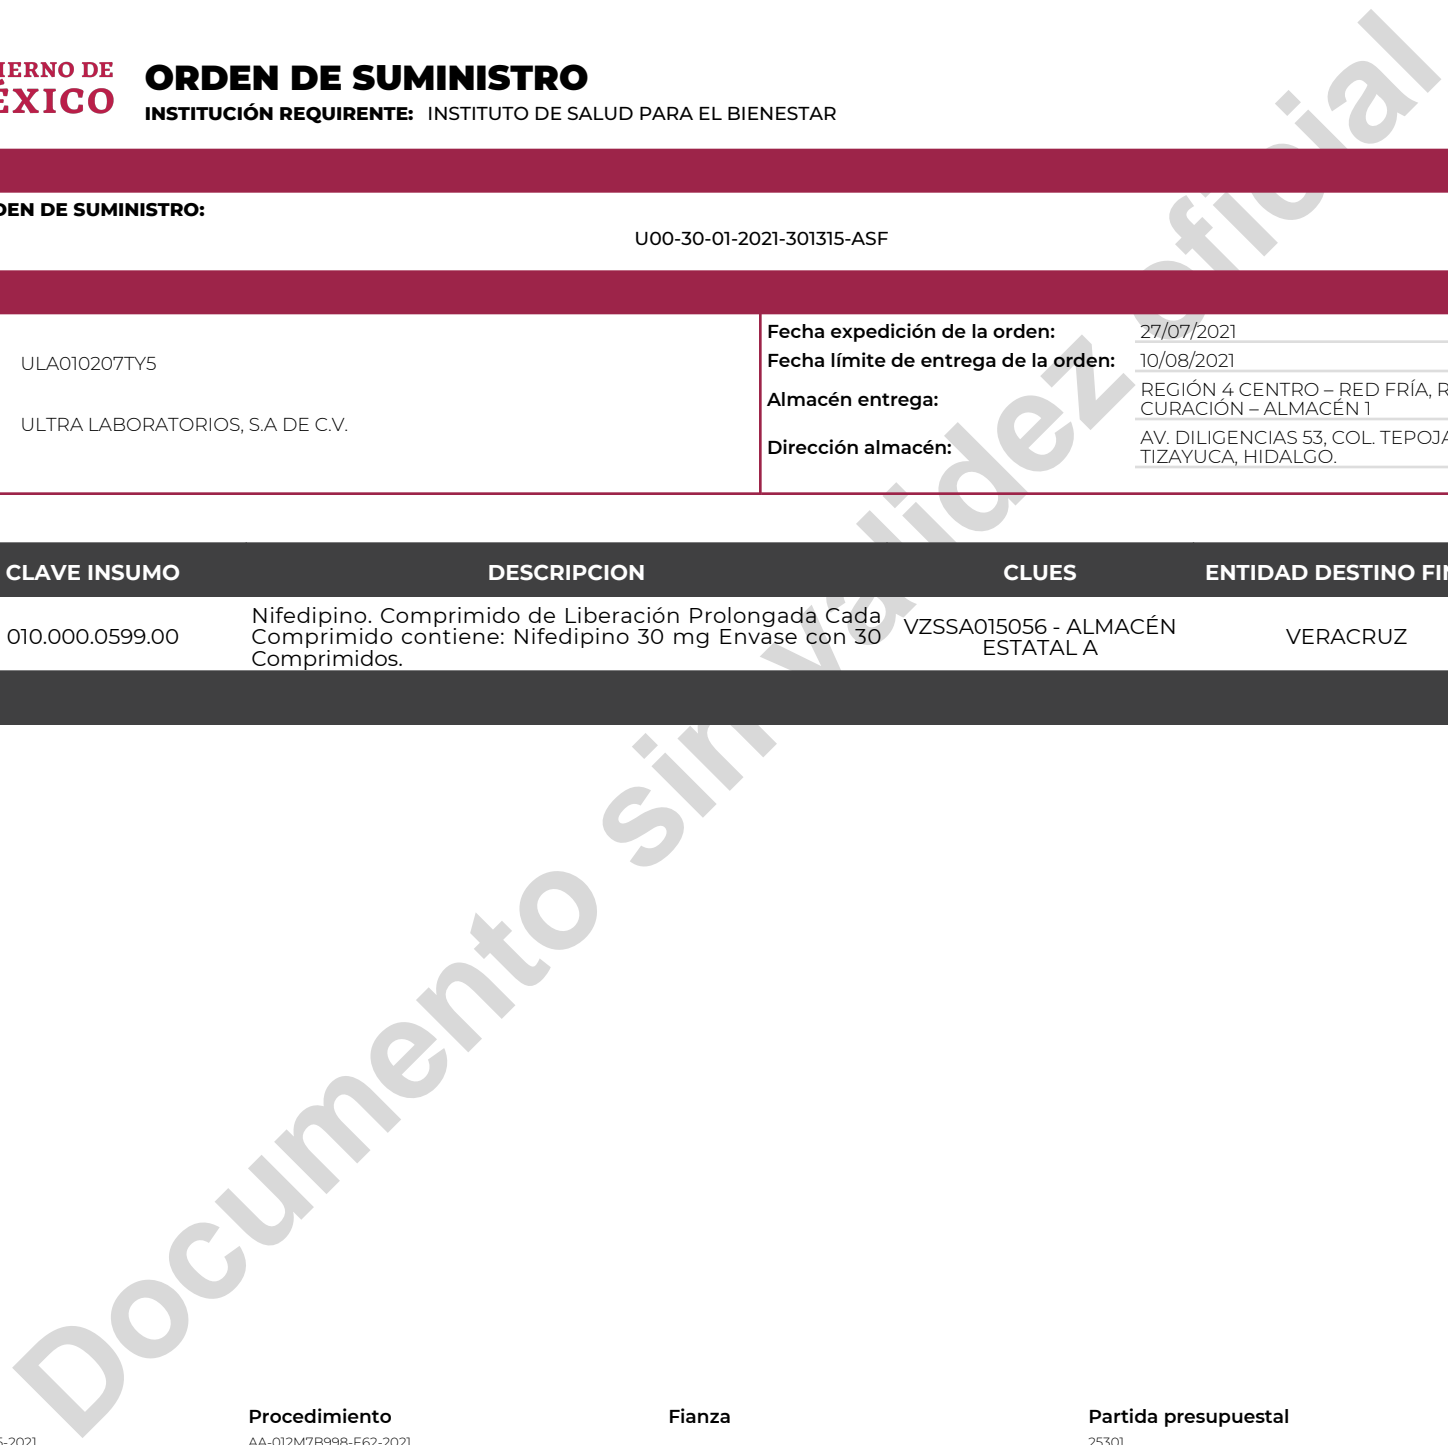 IERNO DE
ÉXICO
ORDEN DE SUMINISTRO
INSTITUCIÓN REQUIRENTE: INSTITUTO DE SALUD PARA EL BIENESTAR
DEN DE SUMINISTRO:
U00-30-01-2021-301315-ASF
ULA010207TY5
ULTRA LABORATORIOS, S.A DE C.V.
Fecha expedición de la orden: 27/07/2021
Fecha límite de entrega de la orden: 10/08/2021
Almacén entrega: REGIÓN 4 CENTRO – RED FRÍA, R
CURACIÓN – ALMACÉN 1
Dirección almacén: AV. DILIGENCIAS 53, COL. TEPOJA
TIZAYUCA, HIDALGO.
CLAVE INSUMO DESCRIPCION CLUES ENTIDAD DESTINO FIN
010.000.0599.00
Nifedipino. Comprimido de Liberación Prolongada Cada
Comprimido contiene: Nifedipino 30 mg Envase con 30
Comprimidos.
VZSSA015056 - ALMACÉN
ESTATAL A
VERACRUZ
Documento sin validez oficial
Procedimiento Fianza Partida presupuestal
-2021 AA-012M7B998-E62-2021 25301